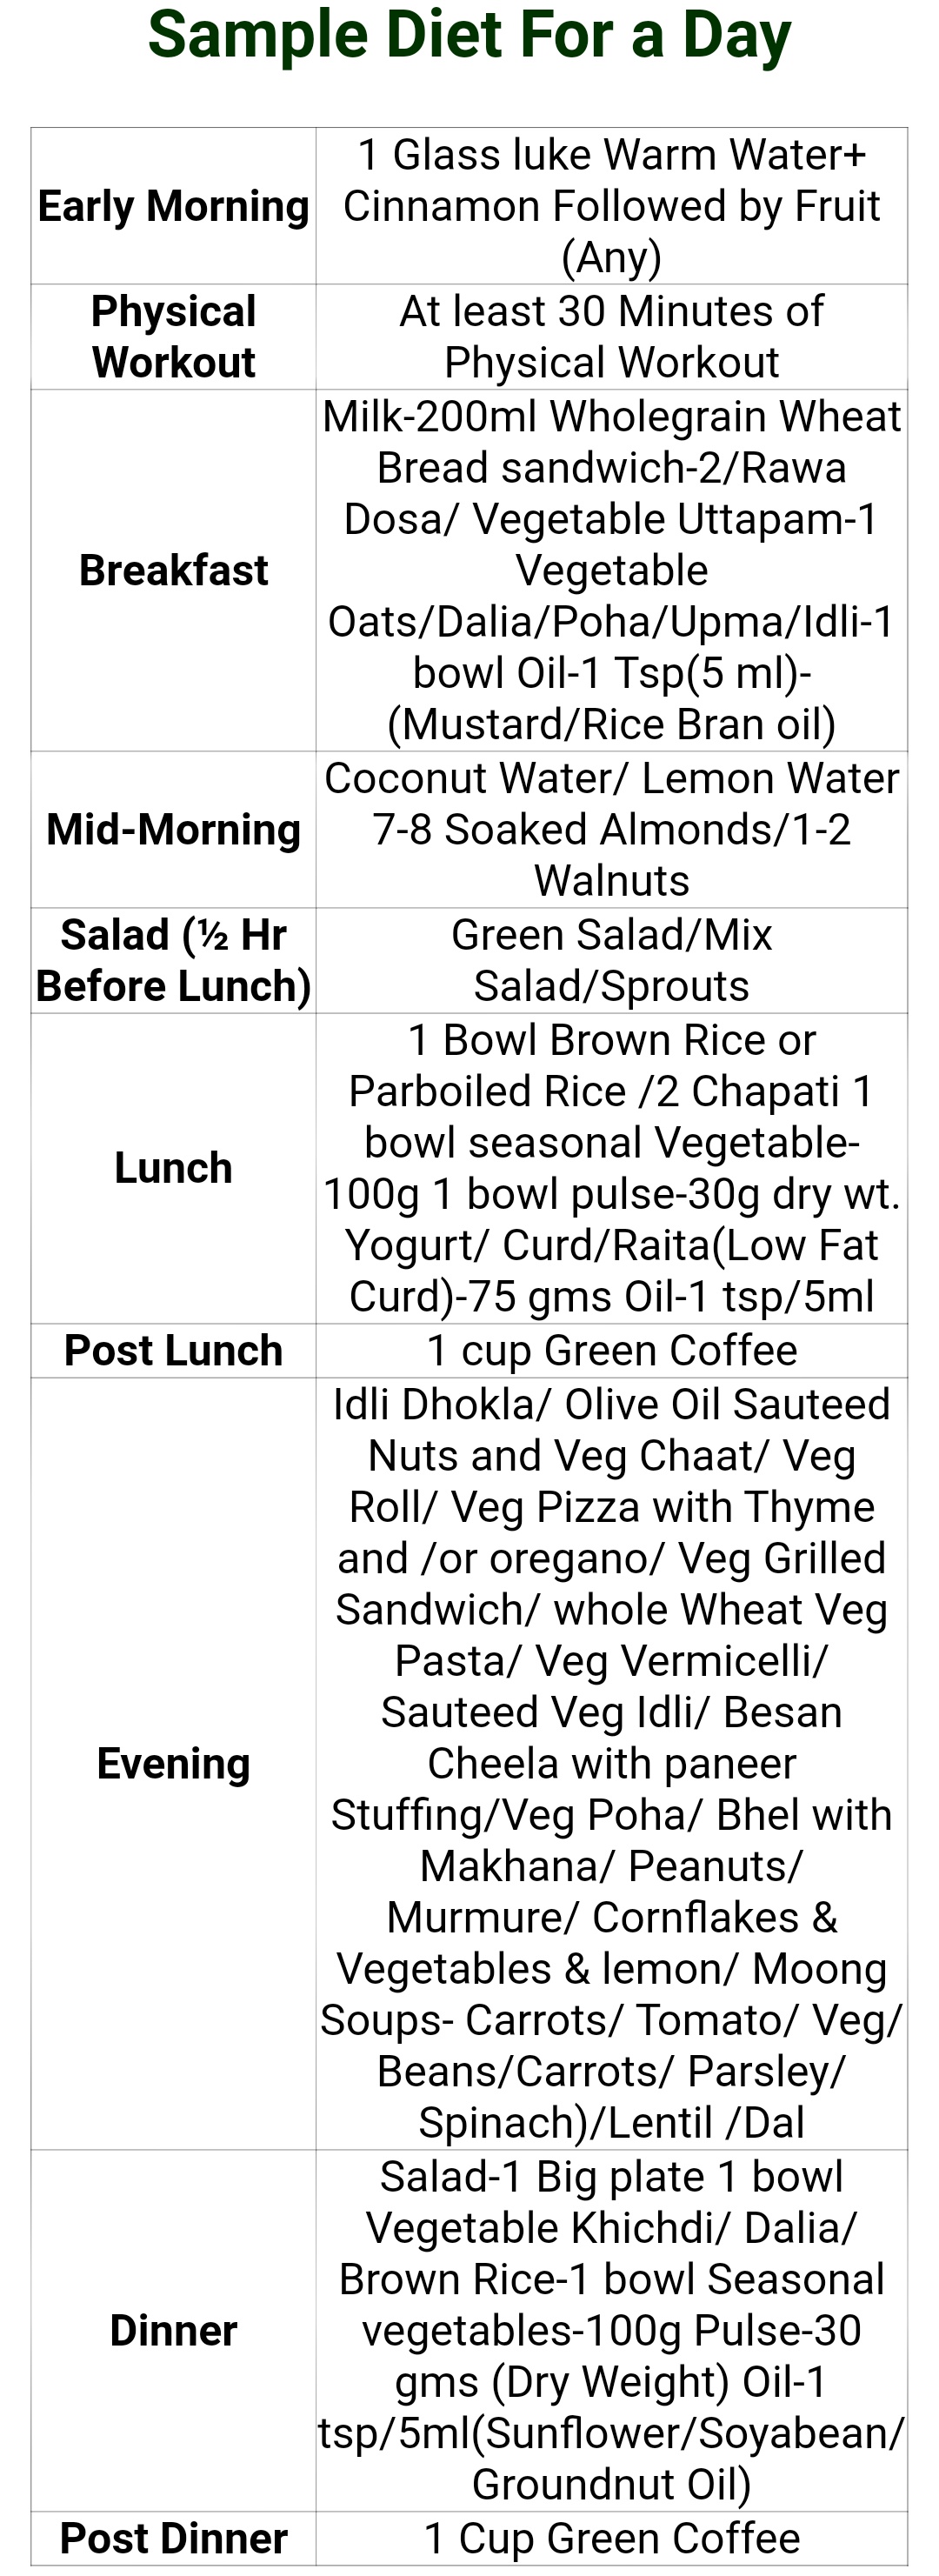 Sample Diet For a Day
Early Morning
1 Glass luke Warm Water+
Cinnamon Followed by Fruit
(Any)
Physical
Workout
At least 30 Minutes of
Physical Workout
Breakfast
Milk-200ml Wholegrain Wheat
Bread sandwich-2/Rawa
Dosa/ Vegetable Uttapam-1
Vegetable
Oats/Dalia/Poha/Upma/Idli-1
bowl Oil-1 Tsp(5 ml)-
(Mustard/Rice Bran oil)
Mid-Morning
Coconut Water/ Lemon Water
7-8 Soaked Almonds/1-2
Walnuts
Salad (½ Hr
Before Lunch)
Green Salad/Mix
Salad/Sprouts
Lunch
1 Bowl Brown Rice or
Parboiled Rice /2 Chapati 1
bowl seasonal Vegetable-
100g 1 bowl pulse-30g dry wt.
Yogurt/ Curd/Raita(Low Fat
Curd)-75 gms Oil-1 tsp/5ml
Post Lunch
1 cup Green Coffee
Evening
Idli Dhokla/ Olive Oil Sauteed
Nuts and Veg Chaat/ Veg
Roll/ Veg Pizza with Thyme
and /or oregano/ Veg Grilled
Sandwich/ whole Wheat Veg
Pasta/ Veg Vermicelli/
Sauteed Veg Idli/ Besan
Cheela with paneer
Stuffing/Veg Poha/ Bhel with
Makhana/ Peanuts/
Murmure/ Cornflakes &
Vegetables & lemon/ Moong
Soups- Carrots/ Tomato/ Veg/
Beans/Carrots/ Parsley/
Spinach)/Lentil /Dal
Dinner
Salad-1 Big plate 1 bowl
Vegetable Khichdi/ Dalia/
Brown Rice-1 bowl Seasonal
vegetables-100g Pulse-30
gms (Dry Weight) Oil-1
tsp/5ml(Sunflower/Soyabean/
Groundnut Oil)
Post Dinner
1 Cup Green Coffee